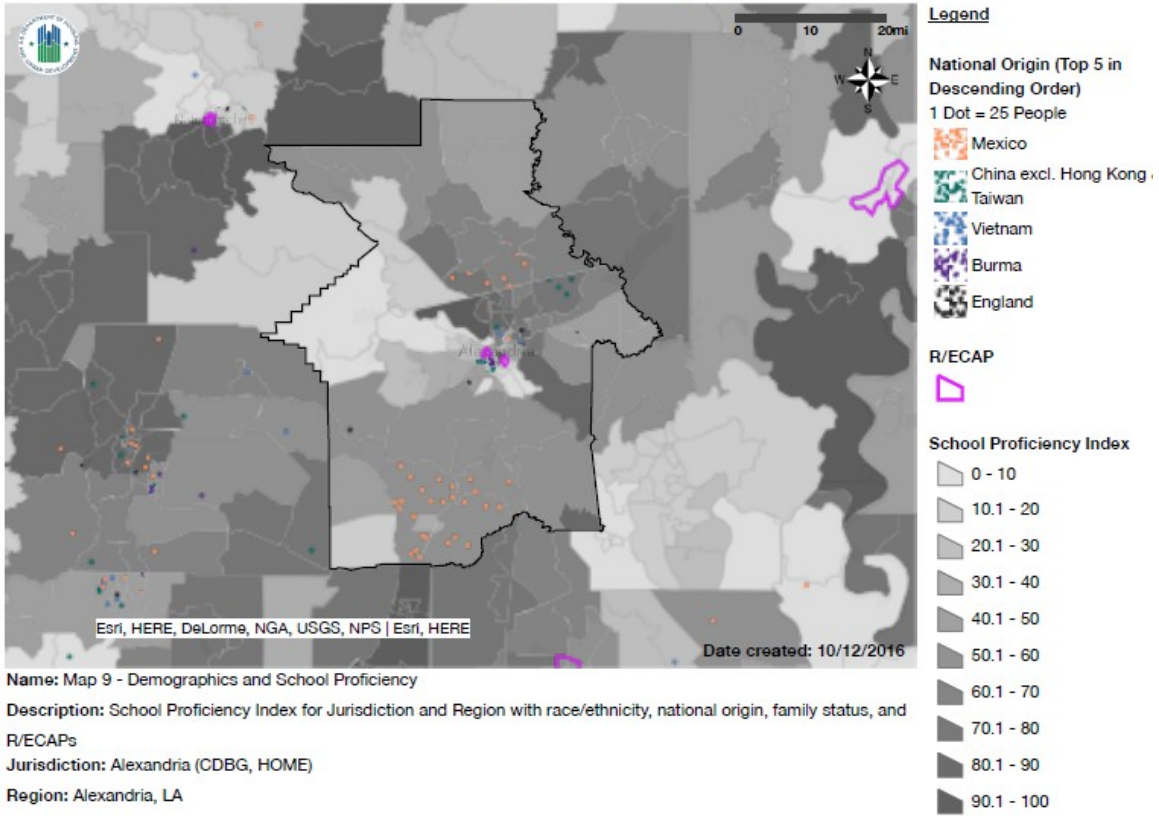 0
10
20mi
N
W
E
S
Alexandria
Esri, HERE, DeLorme, NGA, USGS, NPS | Esri, HERE
Date created: 10/12/2016
Legend
National Origin (Top 5 in
Descending Order)
1 Dot = 25 People
Mexico
China excl. Hong Kong
Taiwan
Vietnam
Burma
England
R/ECAP
School Proficiency Index
0 - 10
10.1 - 20
20.1 - 30
30.1 - 40
40.1 - 50
50.1 - 60
60.1 - 70
70.1 - 80
80.1 - 90
90.1 - 100
Name: Map 9 - Demographics and School Proficiency
Description: School Proficiency Index for Jurisdiction and Region with race/ethnicity, national origin, family status, and
R/ECAPs
Jurisdiction: Alexandria (CDBG, HOME)
Region: Alexandria, LA